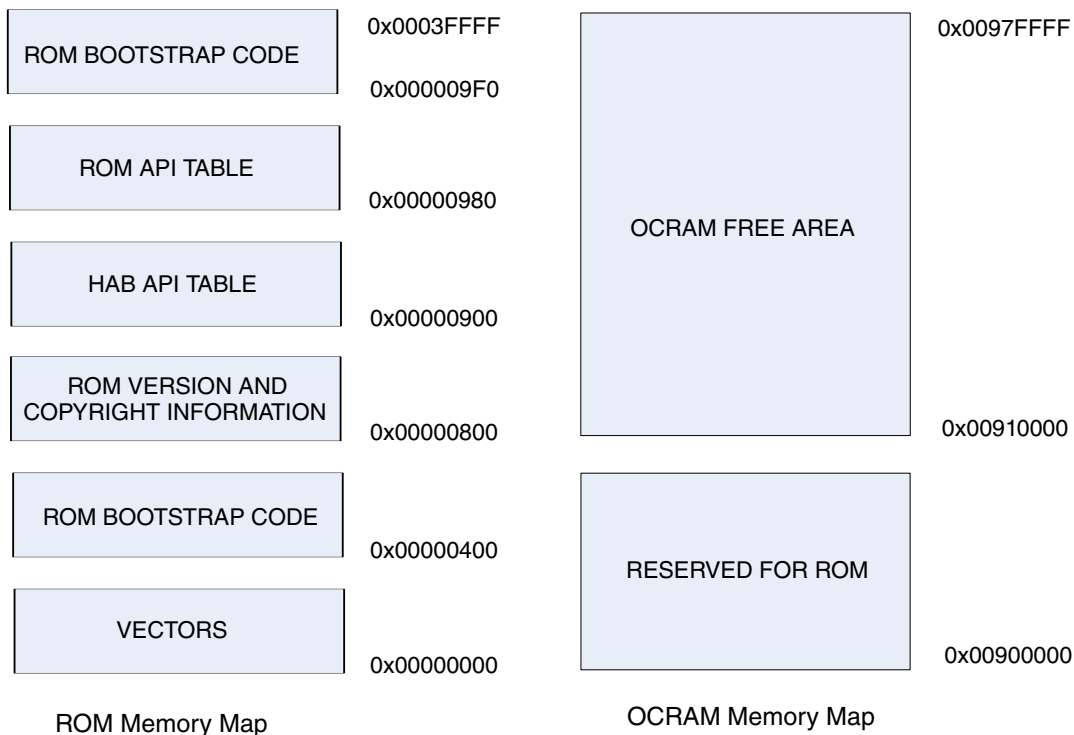 0x0003FFFF
ROM BOOTSTRAP CODE
0x000009F0
ROM API TABLE
0x00000980
HAB API TABLE
0x00000900
ROM VERSION AND
COPYRIGHT INFORMATION
0x00000800
ROM BOOTSTRAP CODE
0x00000400
VECTORS
0x00000000
ROM Memory Map
0x0097FFFF
OCRAM FREE AREA
0x00910000
RESERVED FOR ROM
0x00900000
OCRAM Memory Map